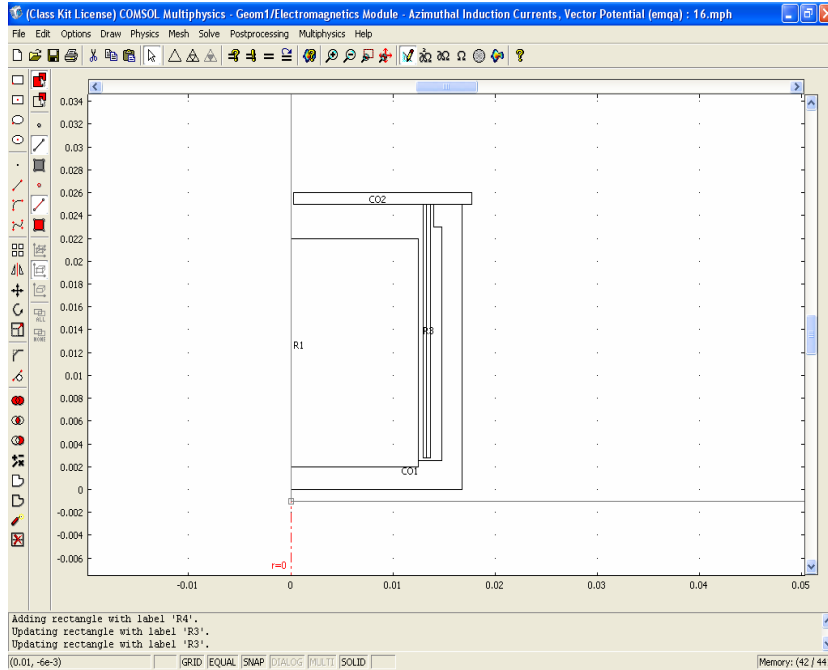 (Class Kit License) COMSOL Multiphysics - Geom1/Electromagnetics Module - Azimuthal Induction Currents, Vector Potential (emqa) : 16.mph
File Edit Options Draw Physics Mesh Solve Postprocessing Multiphysics Help
0.034
0.032
0.03
0.028
0.026
CO2
0.024
0.022
0.02
0.018
0.016
0.014
R3
R1
0.012
0.01
0.008
0.006
0.004
0.002
CO1
0
-0.002
-0.004
-0.006
r=0
-0.01 0 0.01 0.02 0.03 0.04 0.05
Adding rectangle with label 'R4'.
Updating rectangle with label 'R3'.
Updating rectangle with label 'R3'.
(0.01, -6e-3) GRID EQUAL SNAP DIALOG MULTI SOLID Memory: (42 / 44